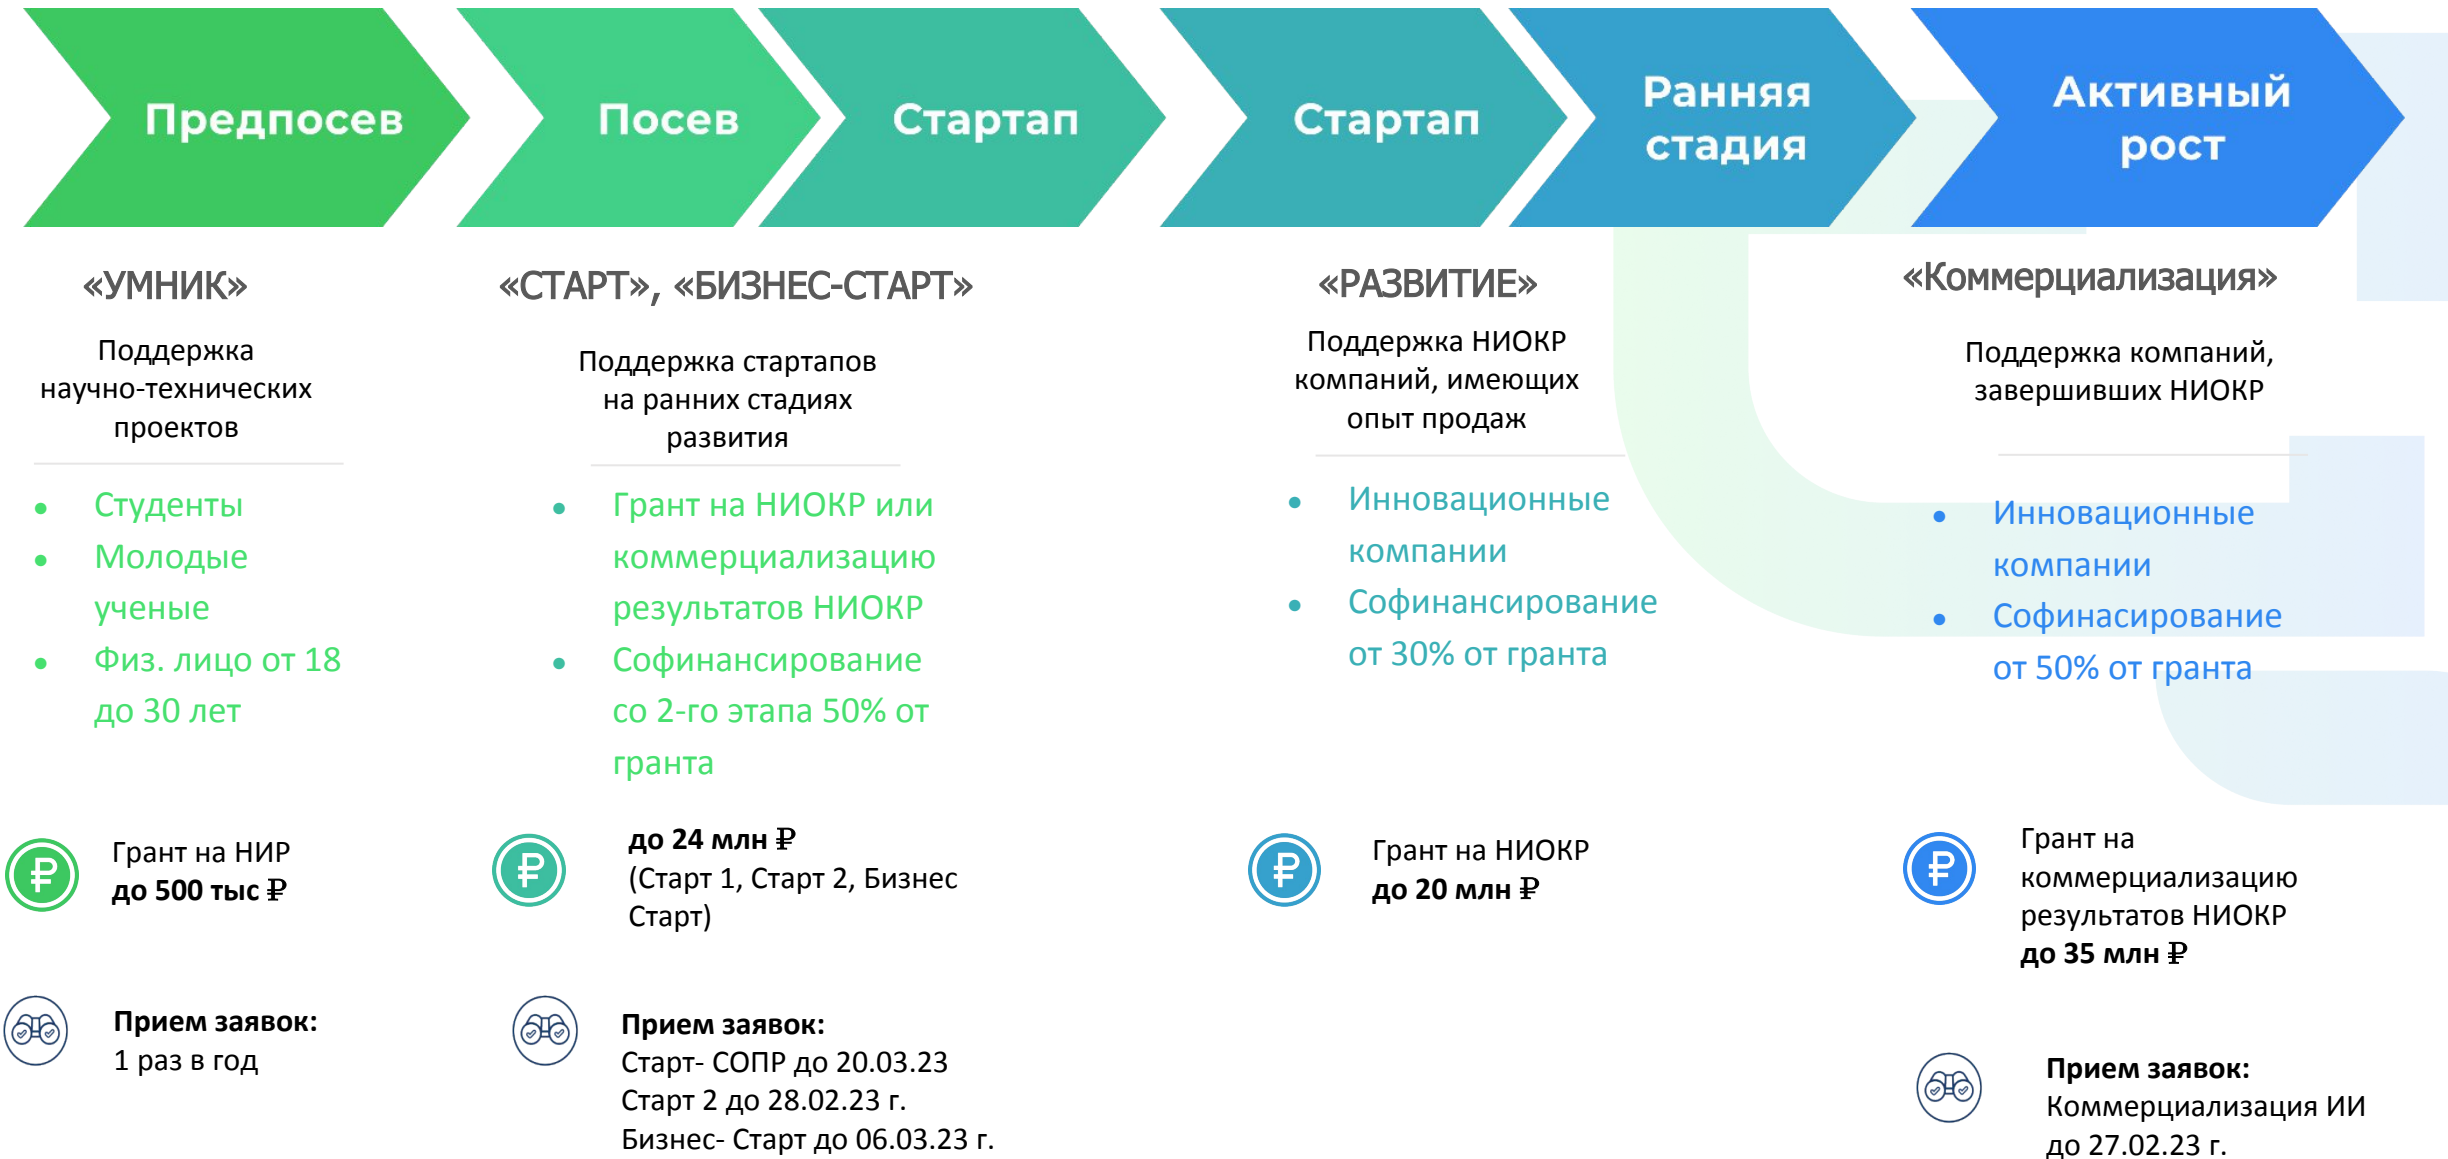 Предпосев
Посев
Стартап
Стартап
Ранняя
стадия
Активный
рост
«УМНИК»
Поддержка
научно-технических
проектов
• Студенты
• Молодые
ученые
• Физ. лицо от 18
до 30 лет
Грант на НИР
до 500 тыс ₽
Прием заявок:
1 раз в год
«СТАРТ», «БИЗНЕС-СТАРТ»
Поддержка стартапов
на ранних стадиях
развития
• Грант на НИОКР или
коммерциализацию
результатов НИОКР
• Софинансирование
со 2-го этапа 50% от
гранта
до 24 млн ₽
(Старт 1, Старт 2, Бизнес
Старт)
Прием заявок:
Старт- СОПР до 20.03.23
Старт 2 до 28.02.23 г.
Бизнес- Старт до 06.03.23 г.
«РАЗВИТИЕ»
Поддержка НИОКР
компаний, имеющих
опыт продаж
• Инновационные
компании
• Софинансирование
от 30% от гранта
Грант на НИОКР
до 20 млн ₽
«Коммерциализация»
Поддержка компаний,
завершивших НИОКР
• Инновационные
компании
• Софинасирование
от 50% от гранта
Грант на
коммерциализацию
результатов НИОКР
до 35 млн ₽
Прием заявок:
Коммерциализация ИИ
до 27.02.23 г.